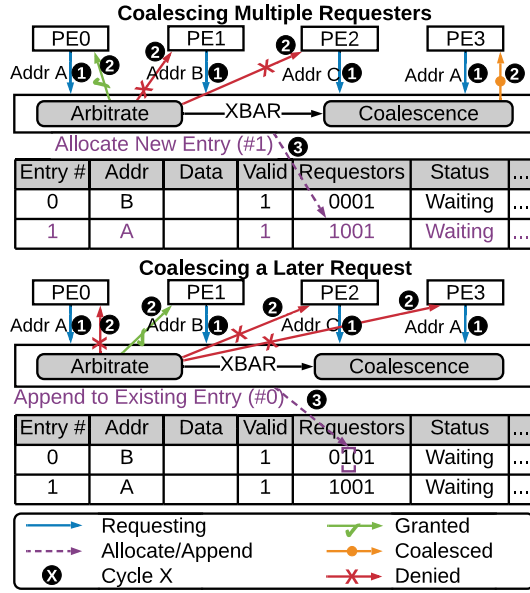 Coalescing Multiple Requesters
PE0 PE1 PE2 PE3
2 2 2
Addr A 1 2 Addr B 1 Addr C 1 Addr A 1 2
Arbitrate XBAR Coalescence
Allocate New Entry (#1) 3
Entry # Addr Data Valid Requestors Status ...
0 B 1 0001 Waiting ...
1 A 1 1001 Waiting ...
Coalescing a Later Request
PE0 PE1 PE2 PE3
2 2 2
Addr A 1 2 Addr B 1 Addr C 1 Addr A 1
Arbitrate XBAR Coalescence
Append to Existing Entry (#0) 3
Entry # Addr Data Valid Requestors Status ...
0 B 1 0101 Waiting ...
1 A 1 1001 Waiting ...
Requesting Granted
Allocate/Append Coalesced
X Cycle X Denied